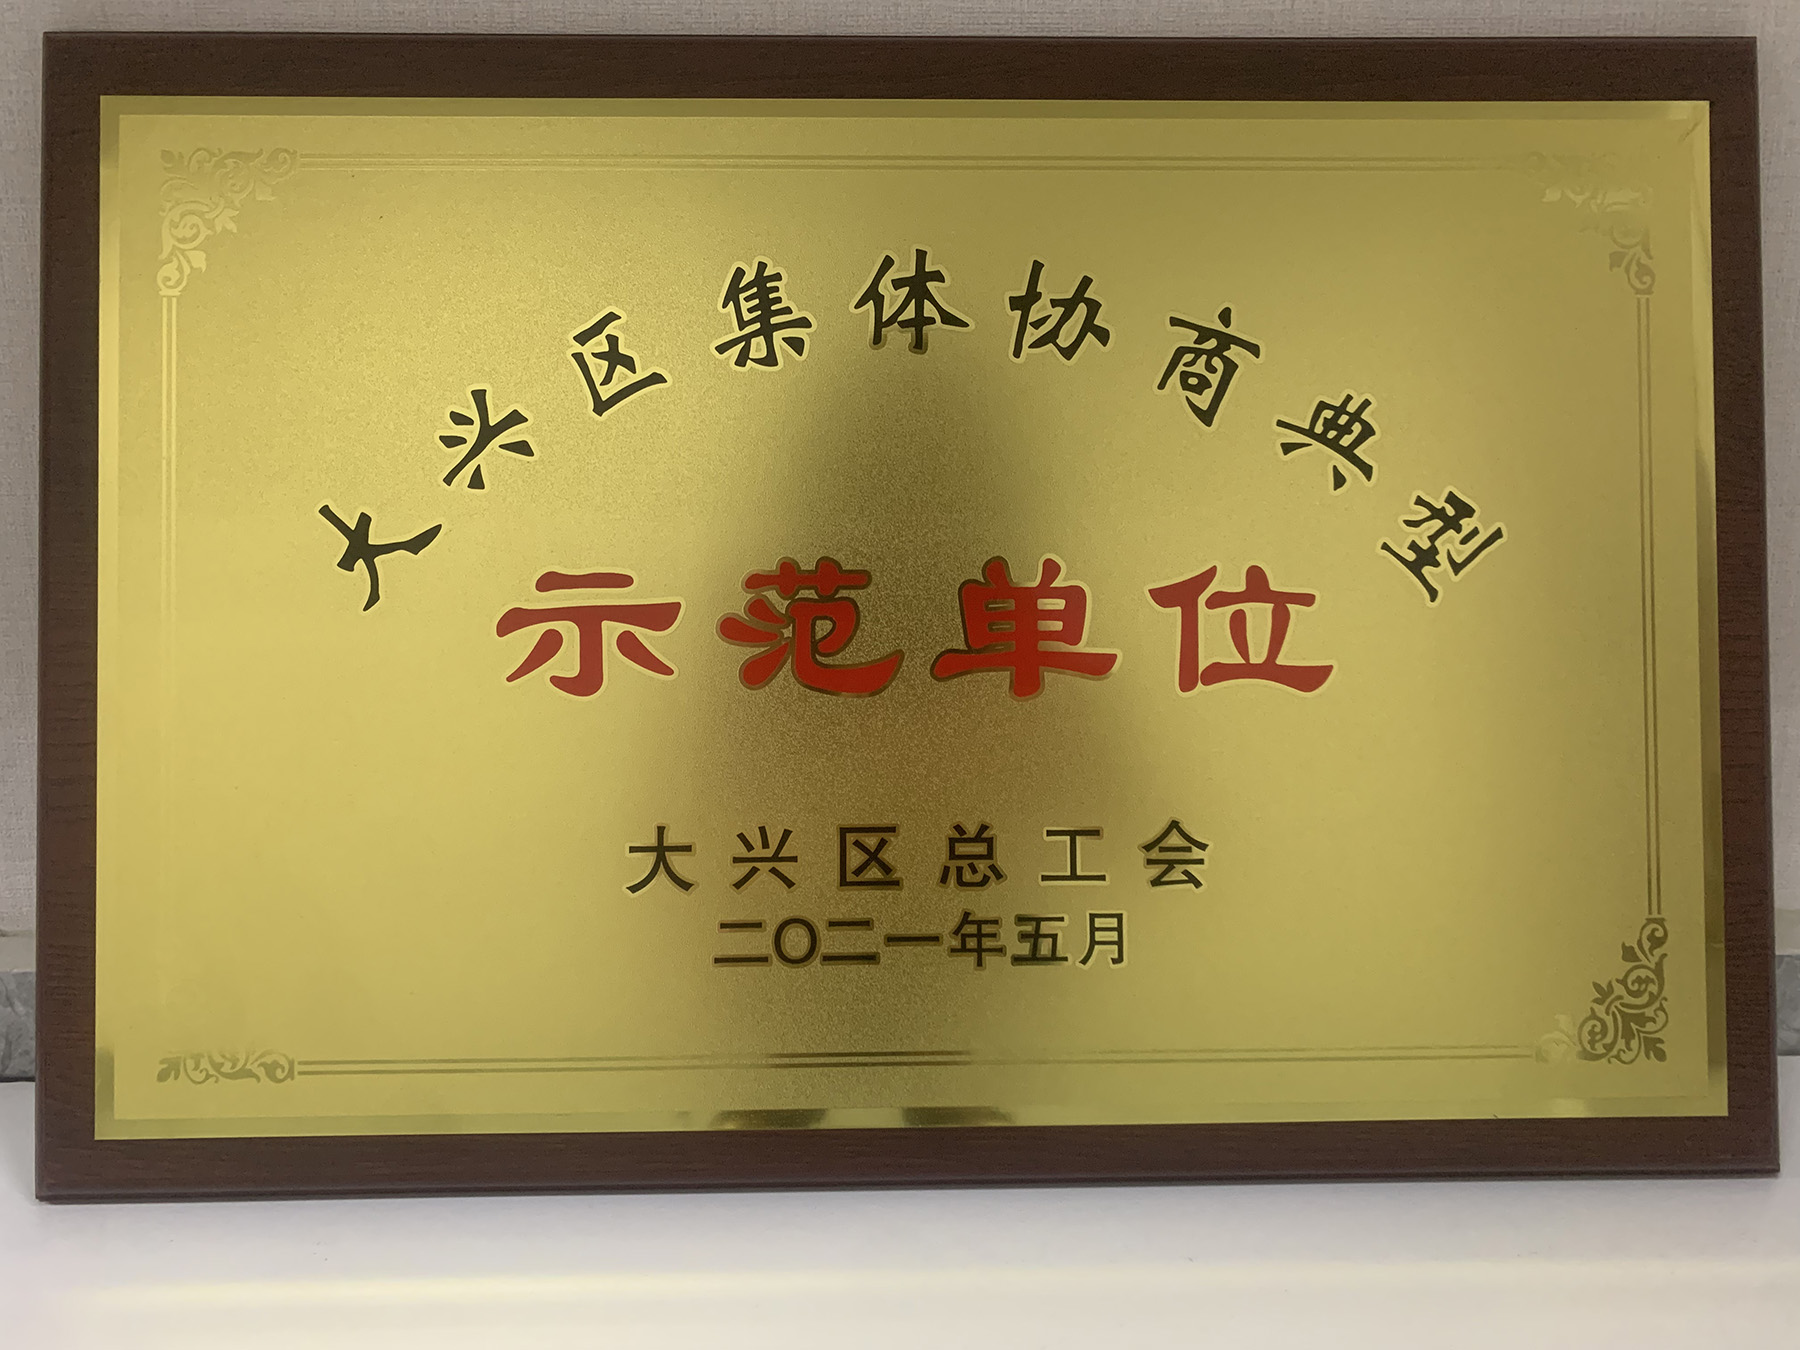 大兴区集体协商典型
示范单位
大兴区总工会
二〇二一年五月